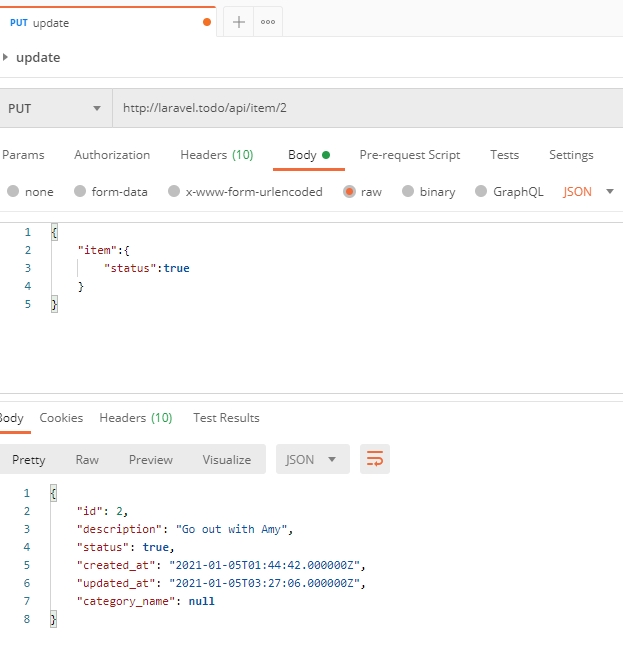 PUT update
update
PUT http://laravel.todo/api/item/2
Params Authorization Headers (10) Body Pre-request Script Tests Settings
none form-data x-www-form-urlencoded raw binary GraphQL JSON
1 {
2 "item":{
3 "status":true
4 }
5 }
Body Cookies Headers (10) Test Results
Pretty Raw Preview Visualize JSON
1 {
2 "id": 2,
3 "description": "Go out with Amy",
4 "status": true,
5 "created_at": "2021-01-05T01:44:42.000000Z",
6 "updated_at": "2021-01-05T03:27:06.000000Z",
7 "category_name": null
8 }